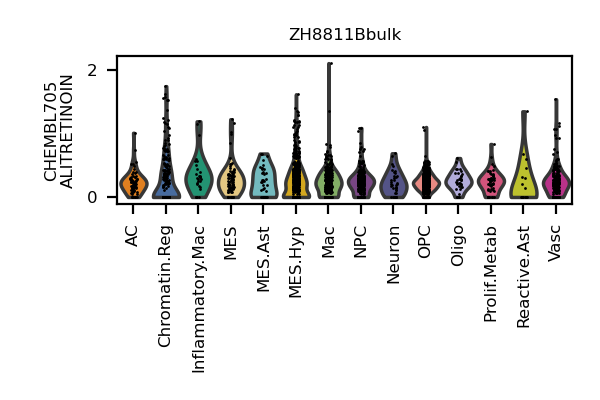 ZH8811Bbulk
CHEMBL705
ALITRETINOIN
2
0
AC
Chromatin.Reg
Inflammatory.Mac
MES
MES.Ast
MES.Hyp
Mac
NPC
Neuron
OPC
Oligo
Prolif.Metab
Reactive.Ast
Vasc